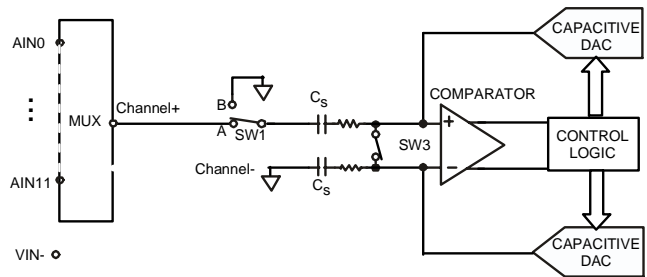 AIN0
⋮
AIN11
VIN-
MUX
Channel+
B
A
SW1
Channel-
Cs
Cs
SW3
COMPARATOR
+
−
CAPACITIVE
DAC
CONTROL
LOGIC
CAPACITIVE
DAC